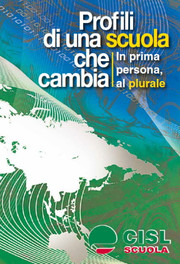 Profili
di una scuola
che
cambia
In prima
persona,
al plurale
CISL
SCUOLA